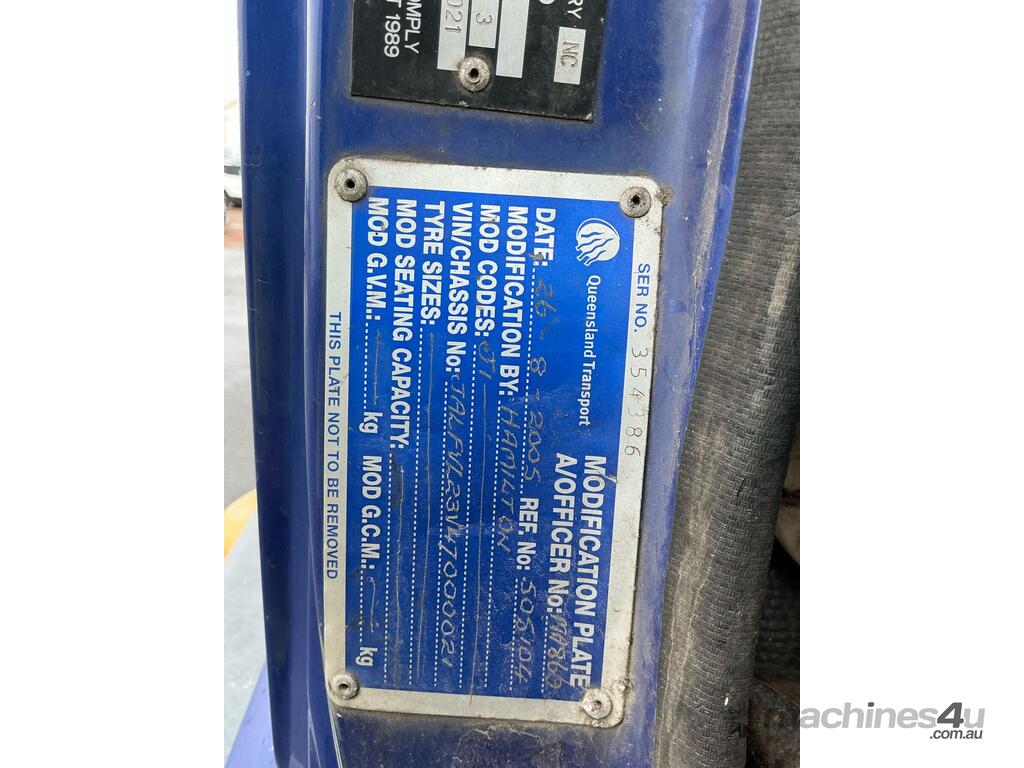 RY NC
3
021
OMPLY
T 1989
SER NO. 354386
Queensland Transport
MODIFICATION PLATE
A/OFFICER No:
DATE: 26-8-2005 REF. No: 505104
MODIFICATION BY: HAMILTON
MOD CODES: J1
VIN/CHASSIS No:
TYRE SIZES:
MOD SEATING CAPACITY:
MOD G.V.M.: kg MOD G.C.M.: kg
THIS PLATE NOT TO BE REMOVED
machines4u
.com.au